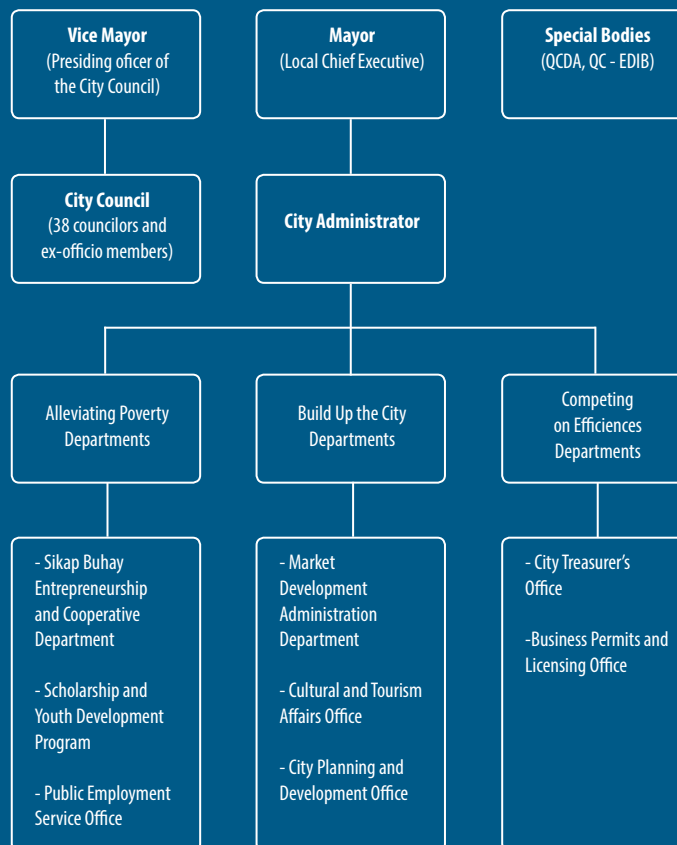 Vice Mayor
(Presiding oficer of
the City Council)
Mayor
(Local Chief Executive)
Special Bodies
(QCDA, QC - EDIB)
City Council
(38 councilors and
ex-officio members)
City Administrator
Alleviating Poverty
Departments
Build Up the City
Departments
Competing
on Efficiences
Departments
- Sikap Buhay
Entrepreneurship
and Cooperative
Department
- Scholarship and
Youth Development
Program
- Public Employment
Service Office
- Market
Development
Administration
Department
- Cultural and Tourism
Affairs Office
- City Planning and
Development Office
- City Treasurer's
Office
-Business Permits and
Licensing Office